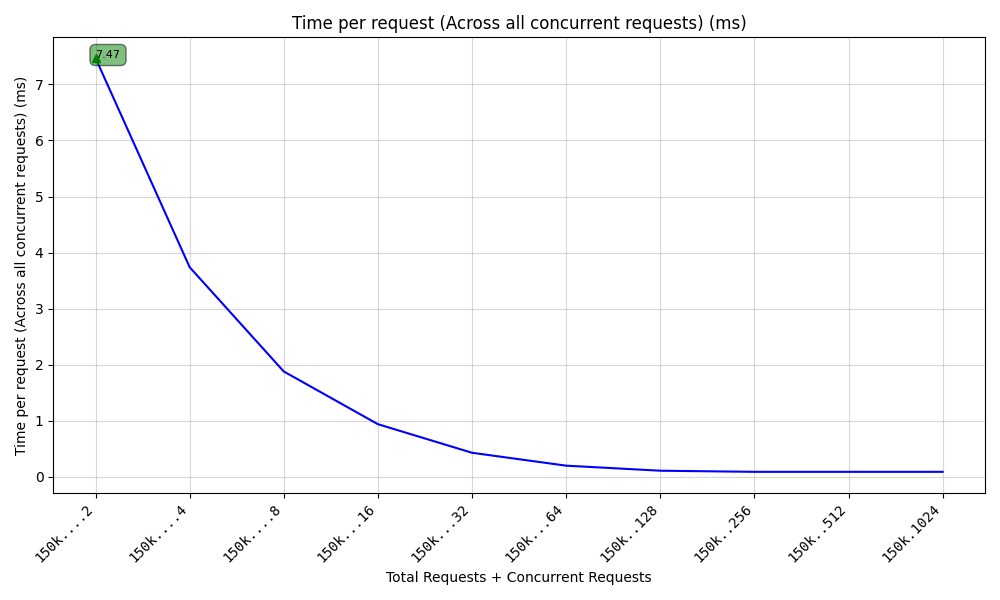 Time per request (Across all concurrent requests) (ms)
7.47
Time per request (Across all concurrent requests) (ms)
7
6
5
4
3
2
1
0
150k....2
150k....4
150k....8
150k...16
150k...32
150k...64
150k..128
150k..256
150k..512
150k.1024
Total Requests + Concurrent Requests